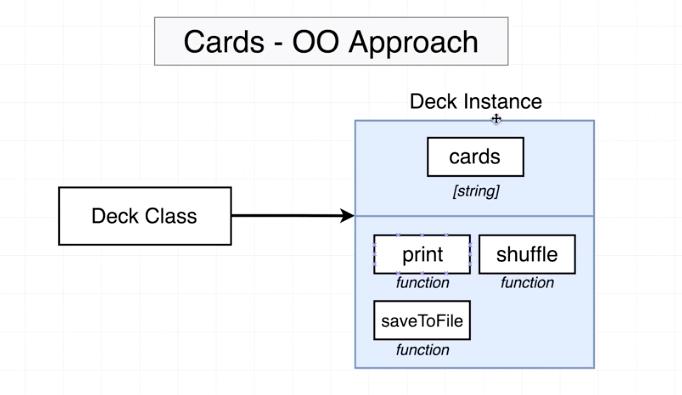 Cards - OO Approach
Deck Instance
cards
[string]
Deck Class
print
shuffle
function
function
saveToFile
function